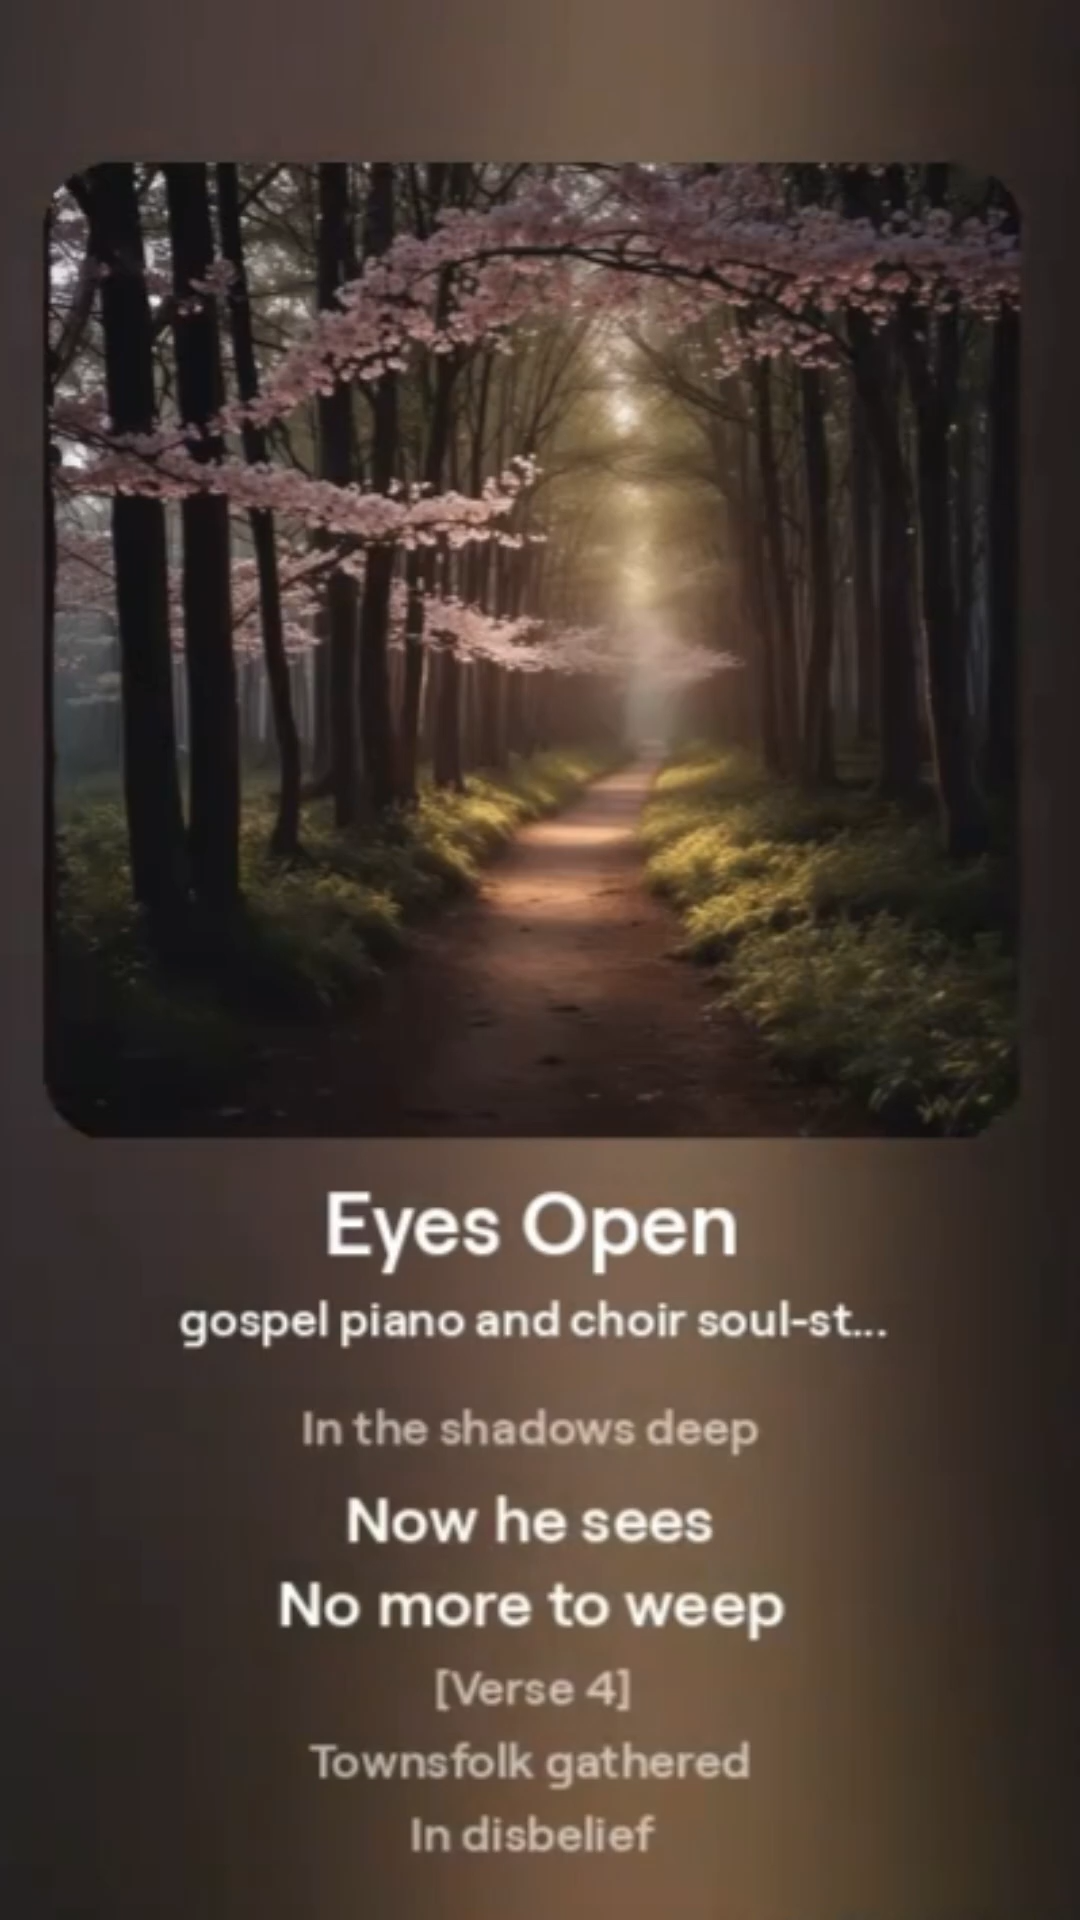 Eyes Open
gospel piano and choir soul-st...
In the shadows deep
Now he sees
No more to weep
[Verse 4]
Townsfolk gathered
In disbelief